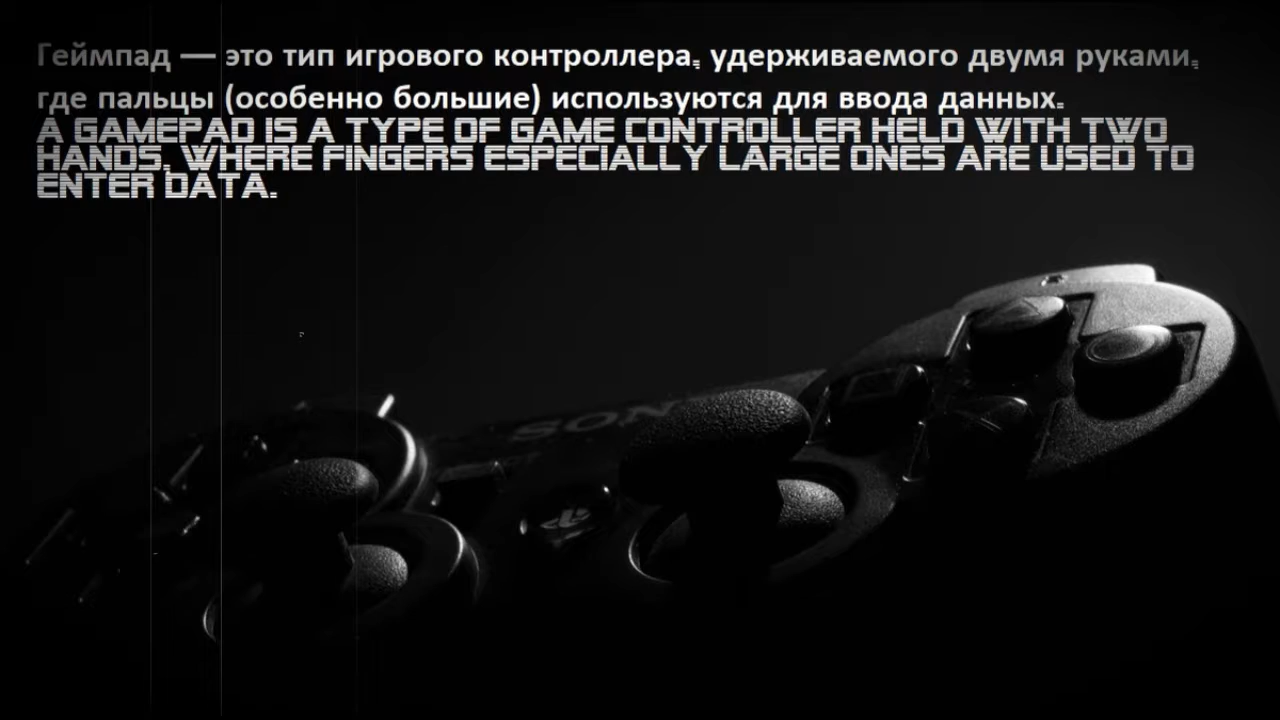 Геймпад — это тип игрового контроллера, удерживаемого двумя руками,
где пальцы (особенно большие) используются для ввода данных.
A GAMEPAD IS A TYPE OF GAME CONTROLLER HELD WITH TWO
HANDS, WHERE FINGERS ESPECIALLY LARGE ONES ARE USED TO
ENTER DATA.
SONY